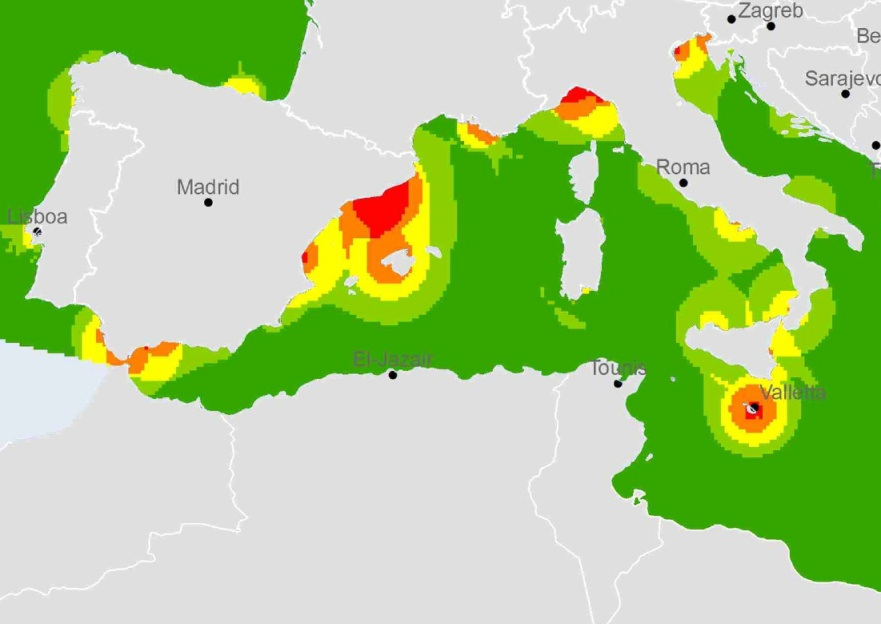 Zagreb
Be
Sarajevo
Roma
Madrid
Lisboa
El-Jazair
Tounis
Valletta